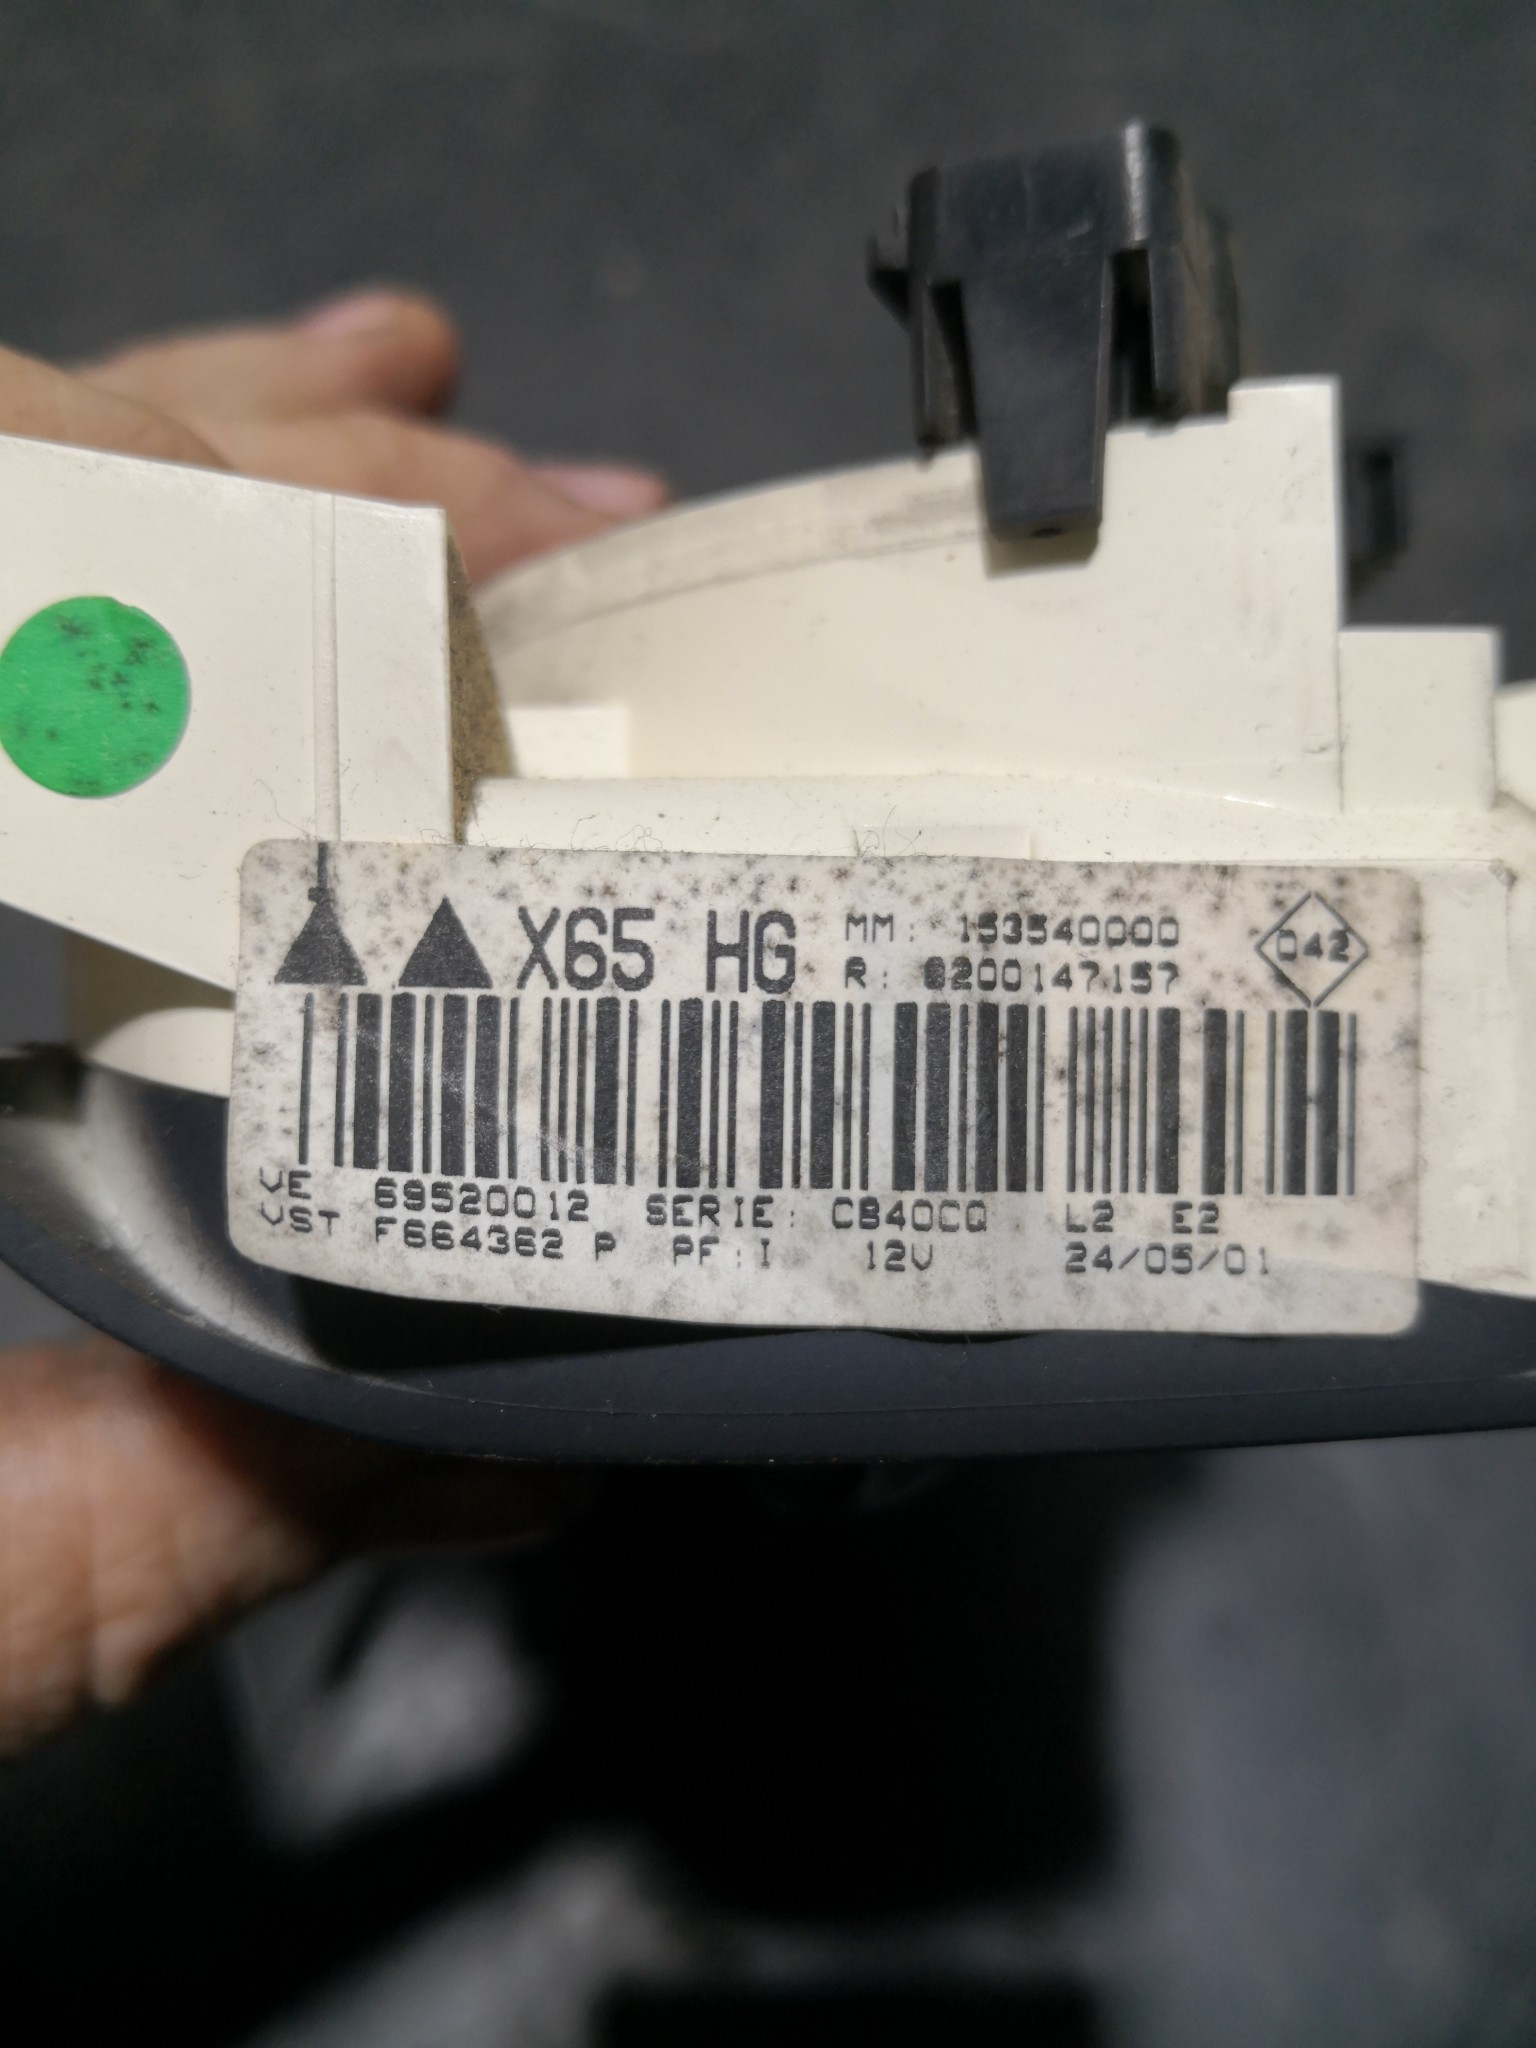 X65 HG
MM: 153540000
R: 8200147157
042
VE 69520012 SERIE: CB40CQ L2 E2
VST F664362 P PF:I 12V 24/05/01